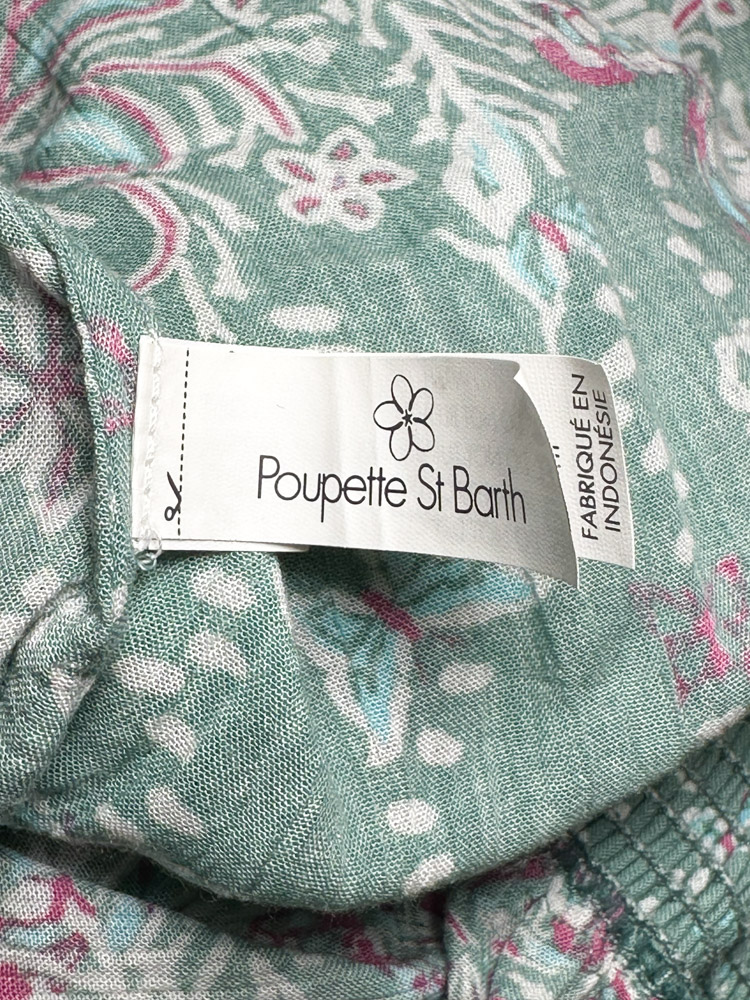 Poupette St Barth
FABRIQUÉ EN
INDONÉSIE